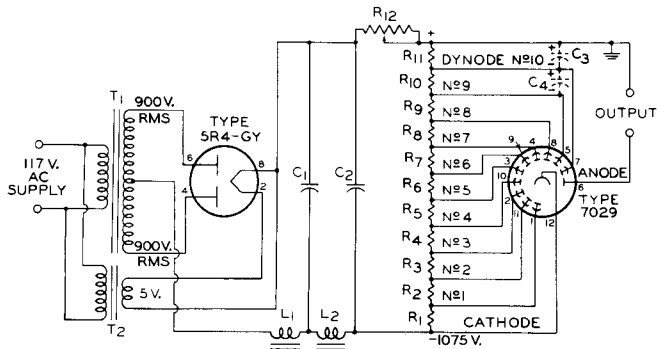 R12
+
T1
900 V.
RMS
TYPE
5R4-GY
117 V.
AC
SUPPLY
6
8
4
2
900 V.
RMS
5 V.
T2
C1
C2
L1
L2
R11
R10
R9
R8
R7
R6
R5
R4
R3
R2
R1
DYNODE №10
№9
№8
№7
№6
№5
№4
№3
№2
№1
CATHODE
-1075 V.
+
C3
+
C4
9
4
8
5
3
7
10
6
2
11
1
12
ANODE
TYPE
7029
OUTPUT